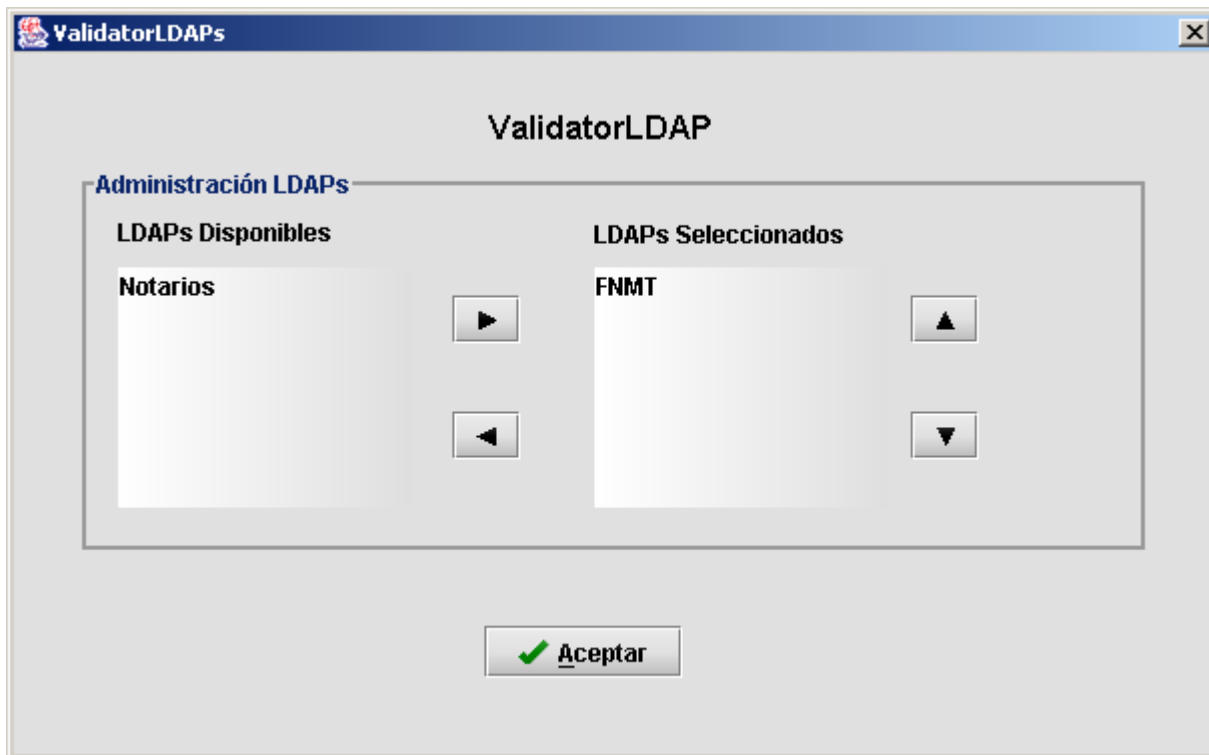 ValidatorLDAPs
ValidatorLDAP
Administración LDAPs
LDAPs Disponibles
LDAPs Seleccionados
Notarios
FNMT
Aceptar